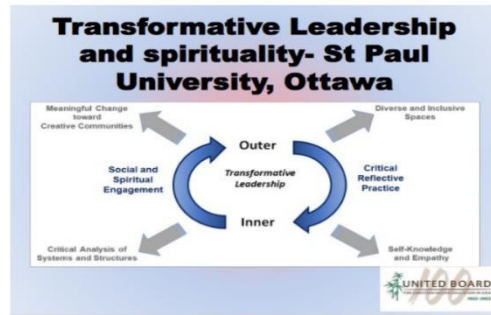 Transformative Leadership
and spirituality- St Paul
University, Ottawa
Meaningful Change
toward
Creative Communities
Diverse and Inclusive
Spaces
Outer
Social and
Spiritual
Engagement
Transformative
Leadership
Critical
Reflective
Practice
Inner
Critical Analysis of
Systems and Structures
Self-Knowledge
and Empathy
100
UNITED BOARD